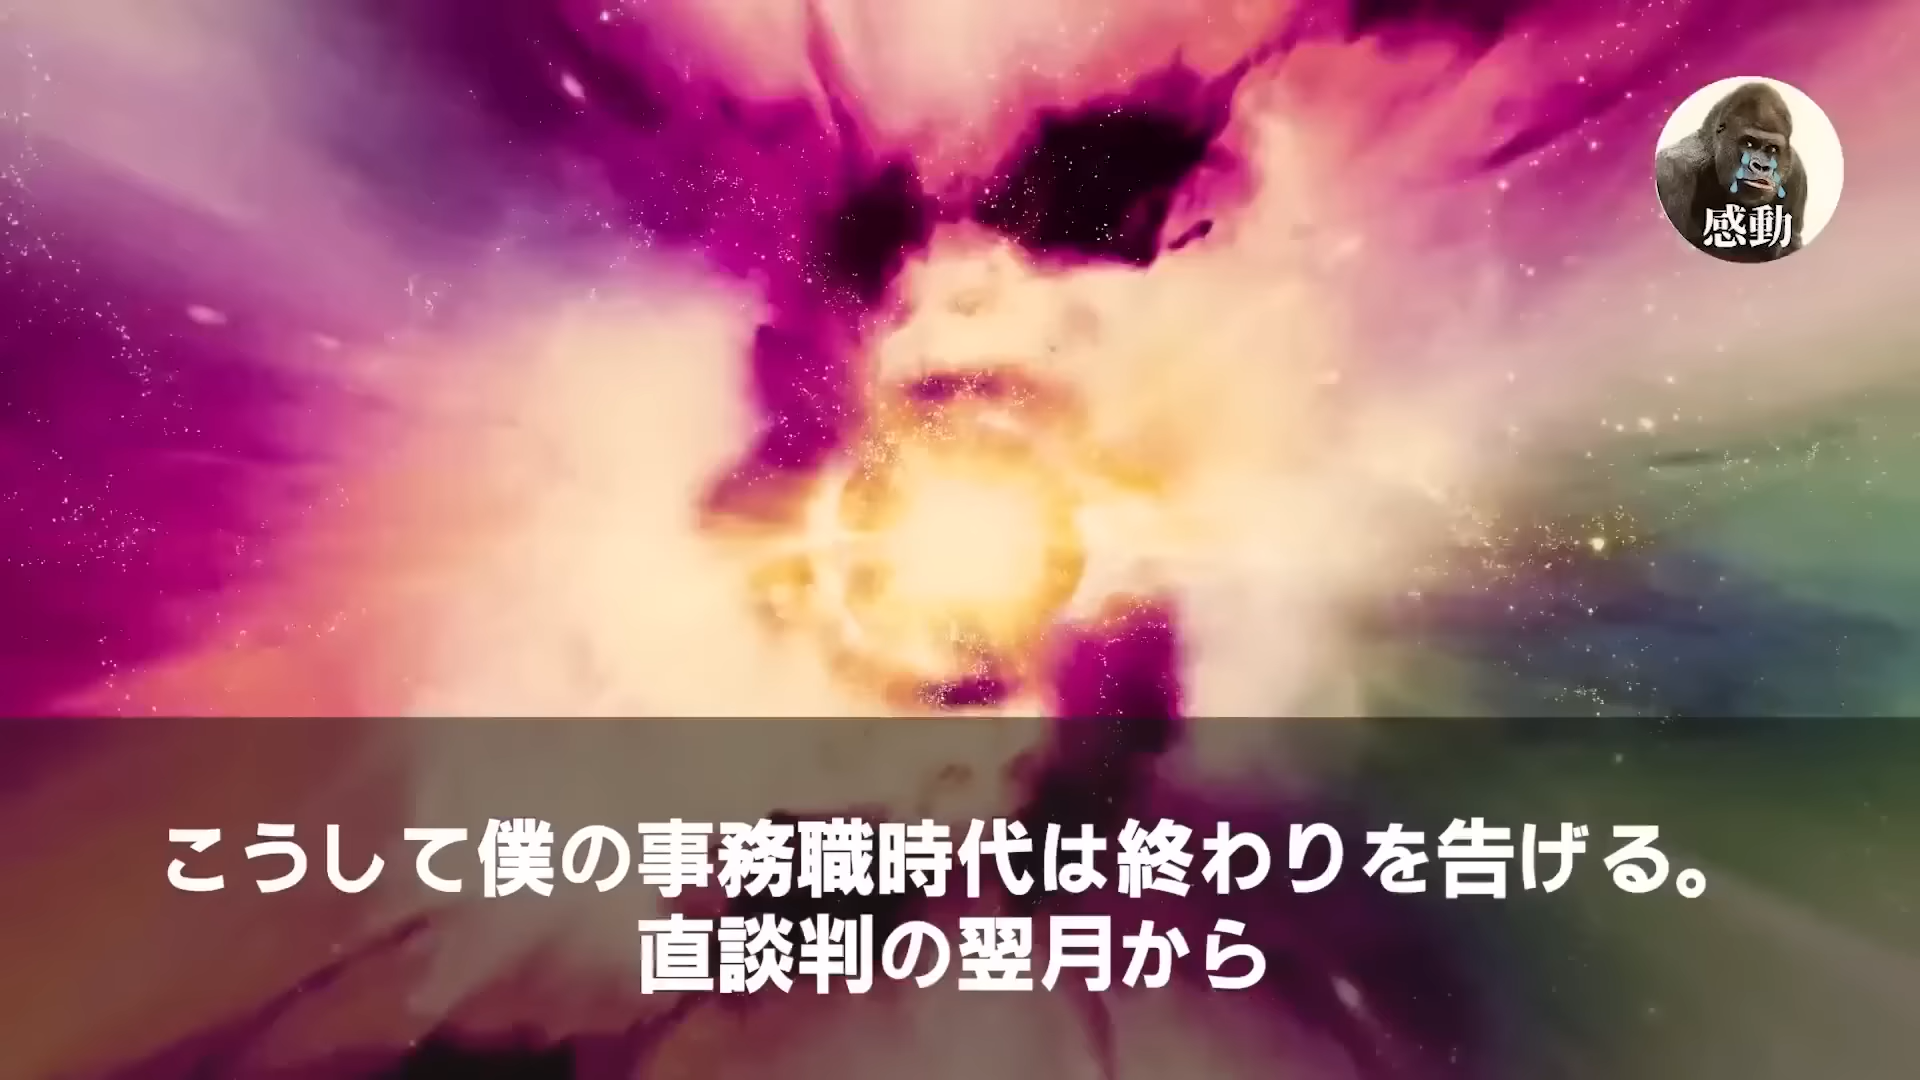 感動
こうして僕の事務職時代は終わりを告げる。
直談判の翌月から